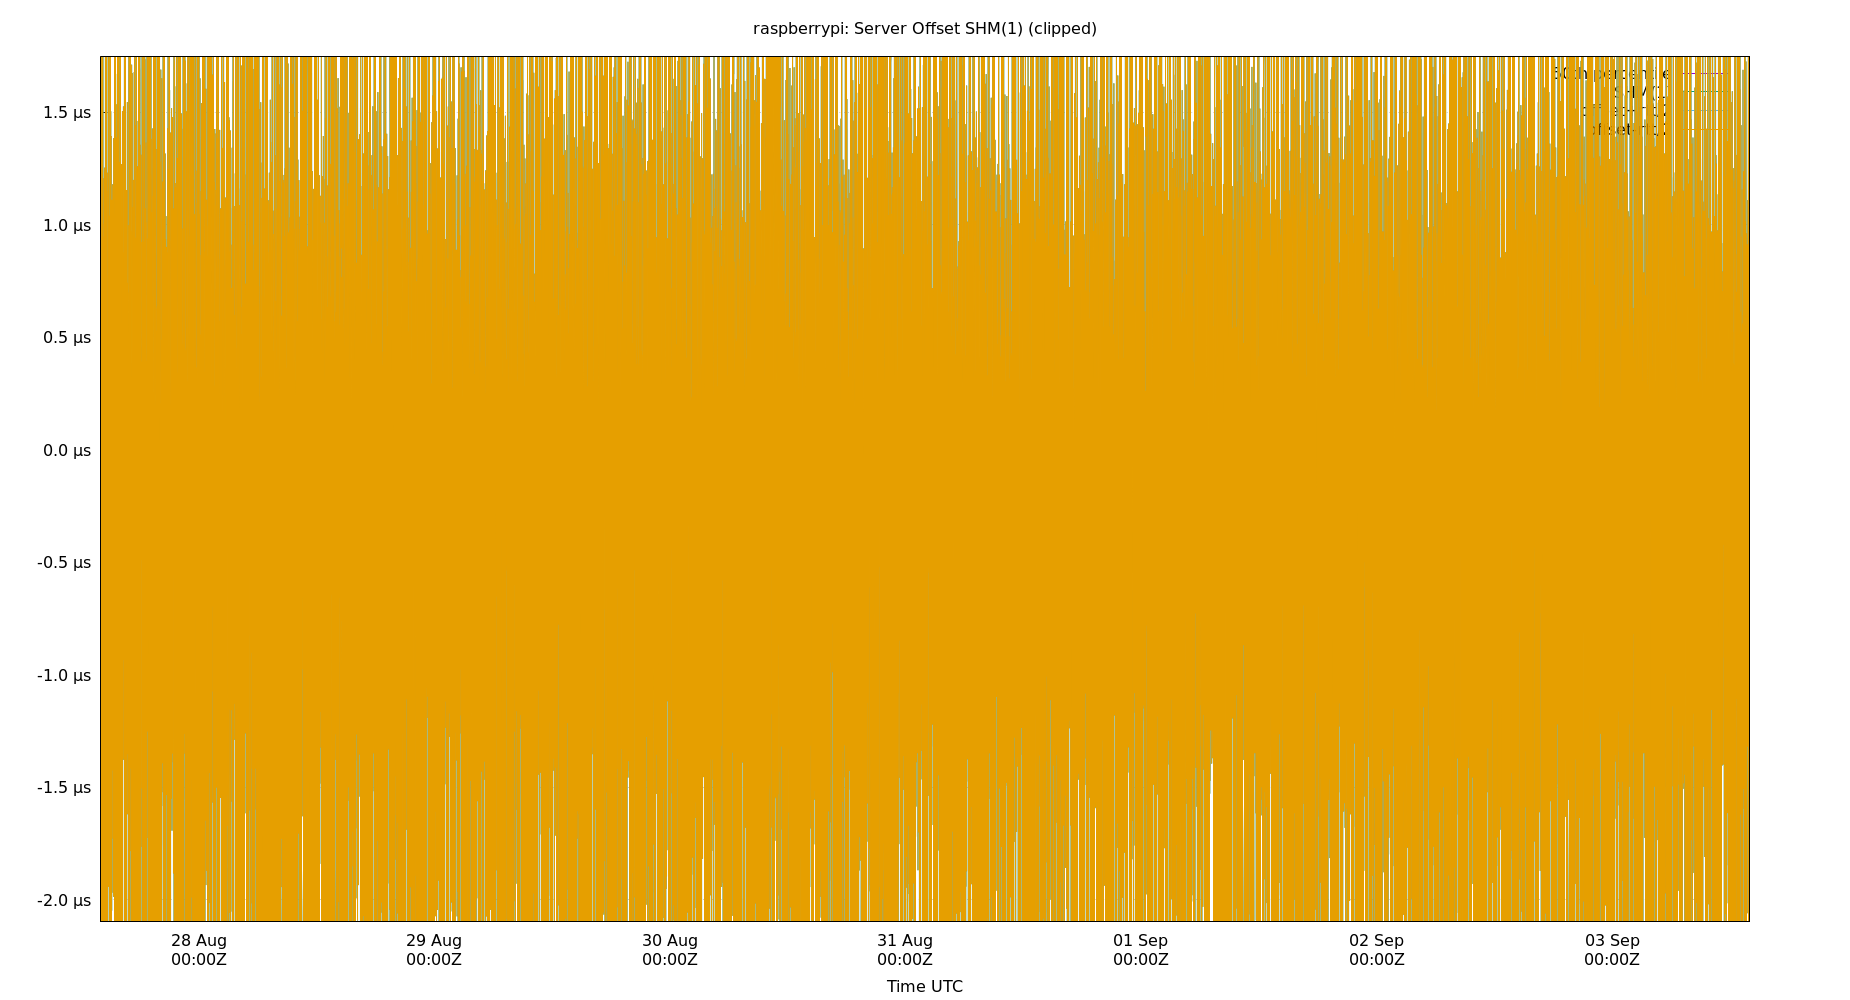 raspberrypi: Server Offset SHM(1) (clipped)
1.5 µs
1.0 µs
0.5 µs
0.0 µs
-0.5 µs
-1.0 µs
-1.5 µs
-2.0 µs
28 Aug 29 Aug 30 Aug 31 Aug 01 Sep 02 Sep 03 Sep
00:00Z 00:00Z 00:00Z 00:00Z 00:00Z 00:00Z 00:00Z
Time UTC